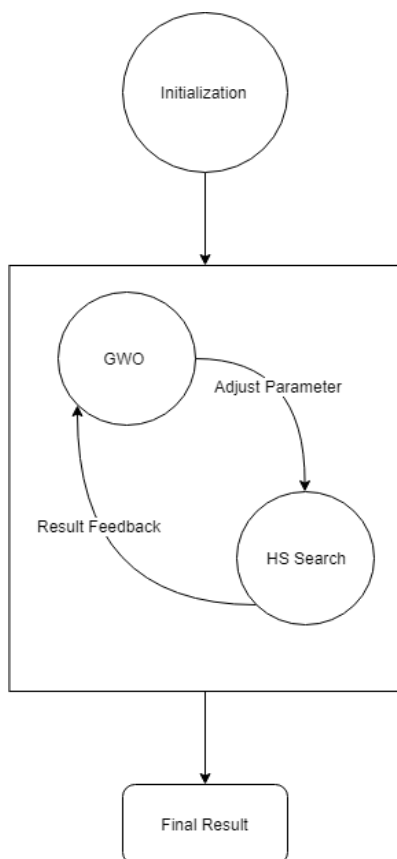 Initialization
GWO
Adjust Parameter
Result Feedback
HS Search
Final Result